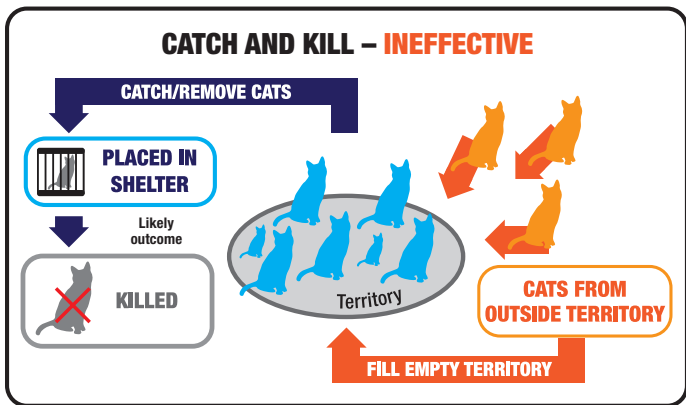 CATCH AND KILL – INEFFECTIVE
CATCH/REMOVE CATS
PLACED IN
SHELTER
Likely
outcome
KILLED
Territory
CATS FROM
OUTSIDE TERRITORY
FILL EMPTY TERRITORY